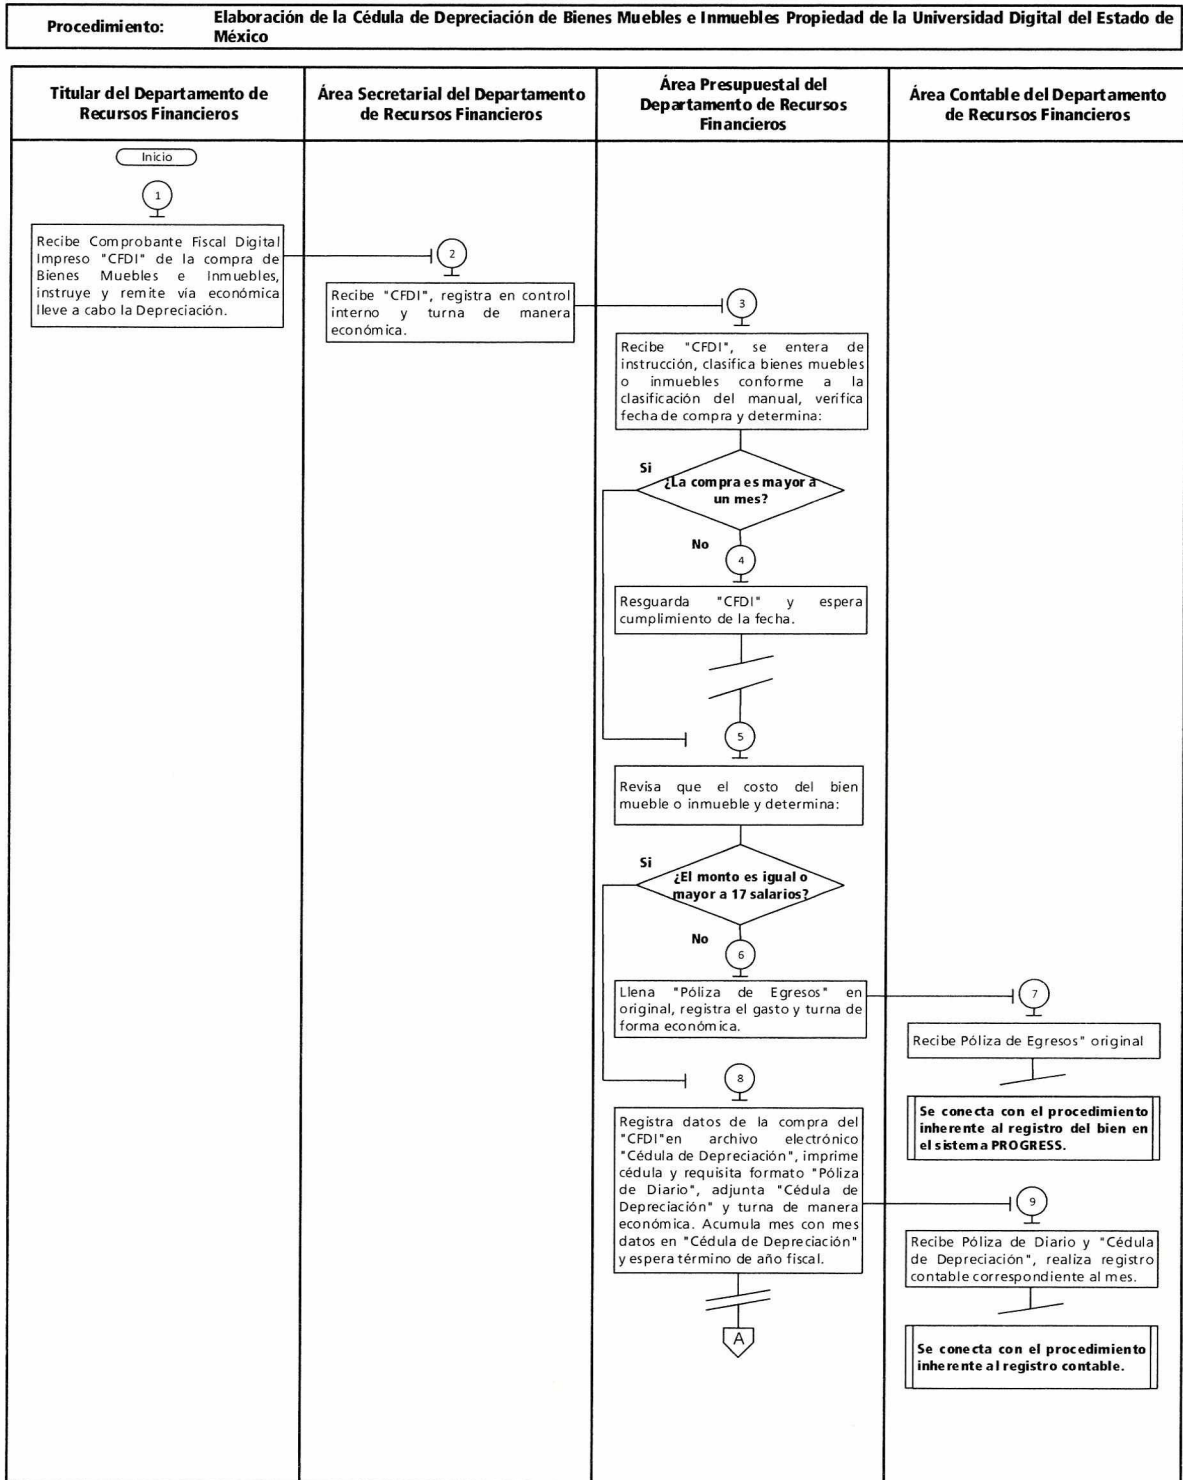 Procedimiento:
Elaboración de la Cédula de Depreciación de Bienes Muebles e Inmuebles Propiedad de la Universidad Digital del Estado de
México
Titular del Departamento de
Recursos Financieros
Área Secretarial del Departamento
de Recursos Financieros
Área Presupuestal del
Departamento de Recursos
Financieros
Área Contable del Departamento
de Recursos Financieros
Inicio
1
Recibe Comprobante Fiscal Digital
Impreso "CFDI" de la compra de
Bienes Muebles e Inmuebles,
instruye y remite vía económica
lleve a cabo la Depreciación.
2
Recibe "CFDI", registra en control
interno y turna de manera
económica.
3
Recibe "CFDI", se entera de
instrucción, clasifica bienes muebles
o inmuebles conforme a la
clasificación del manual, verifica
fecha de compra y determina:
Si
¿La compra es mayor a
un mes?
No
4
Resguarda "CFDI" y espera
cumplimiento de la fecha.
5
Revisa que el costo del bien
mueble o inmueble y determina:
Si
¿El monto es igual o
mayor a 17 salarios?
No
6
Llena "Póliza de Egresos" en
original, registra el gasto y turna de
forma económica.
7
Recibe Póliza de Egresos" original
Se conecta con el procedimiento
inherente al registro del bien en
el sistema PROGRESS.
8
Registra datos de la compra del
"CFDI"en archivo electrónico
"Cédula de Depreciación", imprime
cédula y requisita formato "Póliza
de Diario", adjunta "Cédula de
Depreciación" y turna de manera
económica. Acumula mes con mes
datos en "Cédula de Depreciación"
y espera término de año fiscal.
9
Recibe Póliza de Diario y "Cédula
de Depreciación", realiza registro
contable correspondiente al mes.
Se conecta con el procedimiento
inherente al registro contable.
A